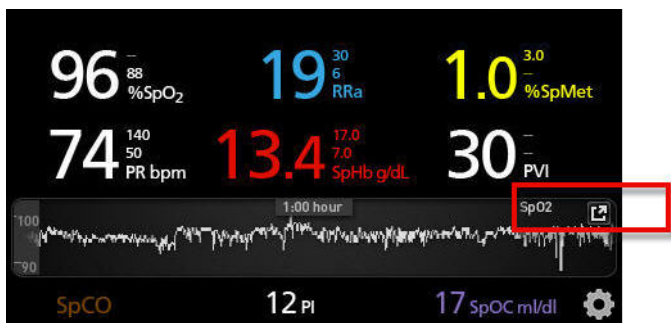 96 – 88 %SpO₂
19 30 6 RRa
1.0 3.0 – %SpMet
74 140 50 PR bpm
13.4 17.0 7.0 SpHb g/dL
30 – – PVI
1:00 hour
SpO2
100
90
SpCO
12 PI
17 SpOC ml/dl